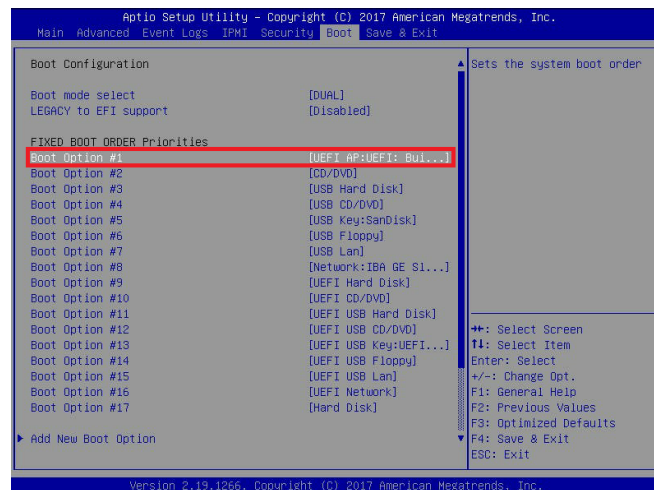 Aptio Setup Utility – Copyright (C) 2017 American Megatrends, Inc.
Main Advanced Event Logs IPMI Security Boot Save & Exit
Boot Configuration
Sets the system boot order
Boot mode select [DUAL]
LEGACY to EFI support [Disabled]
FIXED BOOT ORDER Priorities
Boot Option #1 [UEFI AP:UEFI: Bui...]
Boot Option #2 [CD/DVD]
Boot Option #3 [USB Hard Disk]
Boot Option #4 [USB CD/DVD]
Boot Option #5 [USB Key:SanDisk]
Boot Option #6 [USB Floppy]
Boot Option #7 [USB Lan]
Boot Option #8 [Network:IBA GE Sl...]
Boot Option #9 [UEFI Hard Disk]
Boot Option #10 [UEFI CD/DVD]
Boot Option #11 [UEFI USB Hard Disk]
Boot Option #12 [UEFI USB CD/DVD]
Boot Option #13 [UEFI USB Key:UEFI...]
Boot Option #14 [UEFI USB Floppy]
Boot Option #15 [UEFI USB Lan]
Boot Option #16 [UEFI Network]
Boot Option #17 [Hard Disk]
Add New Boot Option
→←: Select Screen
↑↓: Select Item
Enter: Select
+/-: Change Opt.
F1: General Help
F2: Previous Values
F3: Optimized Defaults
F4: Save & Exit
ESC: Exit
Version 2.19.1266. Copyright (C) 2017 American Megatrends, Inc.